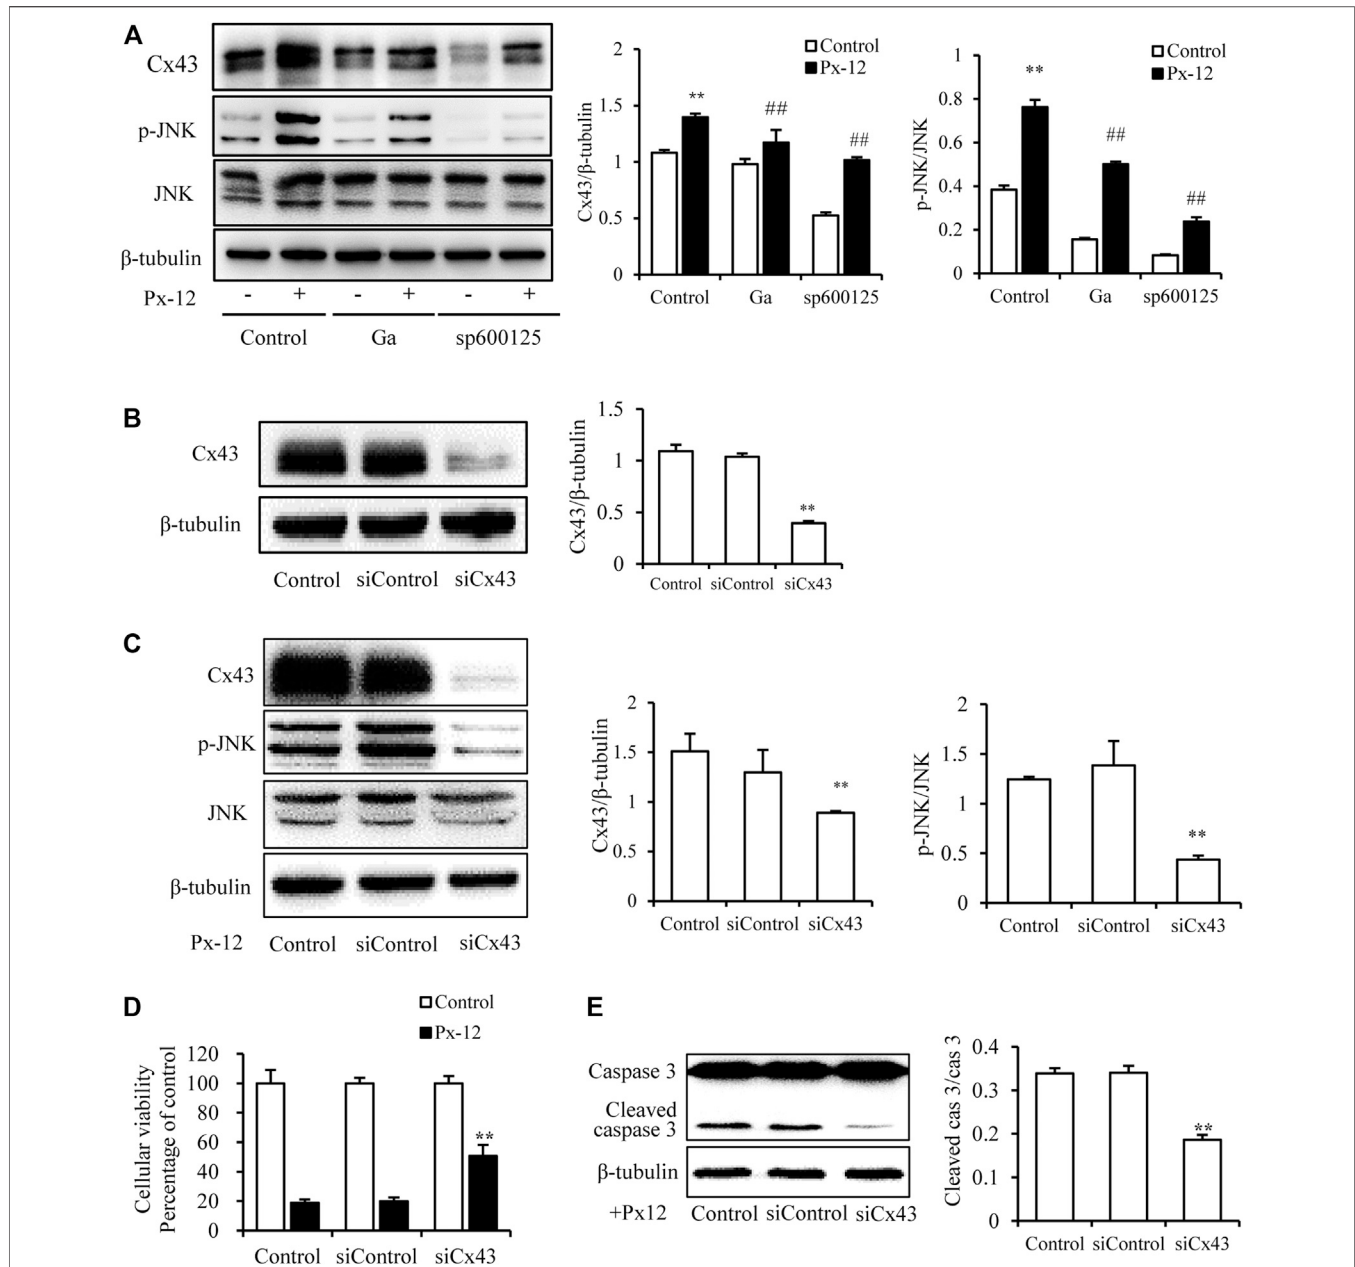 A
Cx43
p-JNK
JNK
β-tubulin
Px-12 - + - + - +
Control Ga sp600125
Cx43/β-tubulin
2
1.5
1
0.5
0
Control
Px-12
**
##
##
Control Ga sp600125
p-JNK/JNK
1
0.8
0.6
0.4
0.2
0
Control
Px-12
**
##
##
Control Ga sp600125
B
Cx43
β-tubulin
Control siControl siCx43
Cx43/β-tubulin
1.5
1
0.5
0
**
Control siControl siCx43
C
Cx43
p-JNK
JNK
β-tubulin
Px-12 Control siControl siCx43
Cx43/β-tubulin
2
1.5
1
0.5
0
**
Control siControl siCx43
p-JNK/JNK
2
1.5
1
0.5
0
**
Control siControl siCx43
D
Control
Px-12
Cellular viability
Percentage of control
120
100
80
60
40
20
0
**
Control siControl siCx43
E
Caspase 3
Cleaved
caspase 3
β-tubulin
+Px12 Control siControl siCx43
Cleaved cas 3/cas 3
0.4
0.3
0.2
0.1
0
**
Control siControl siCx43